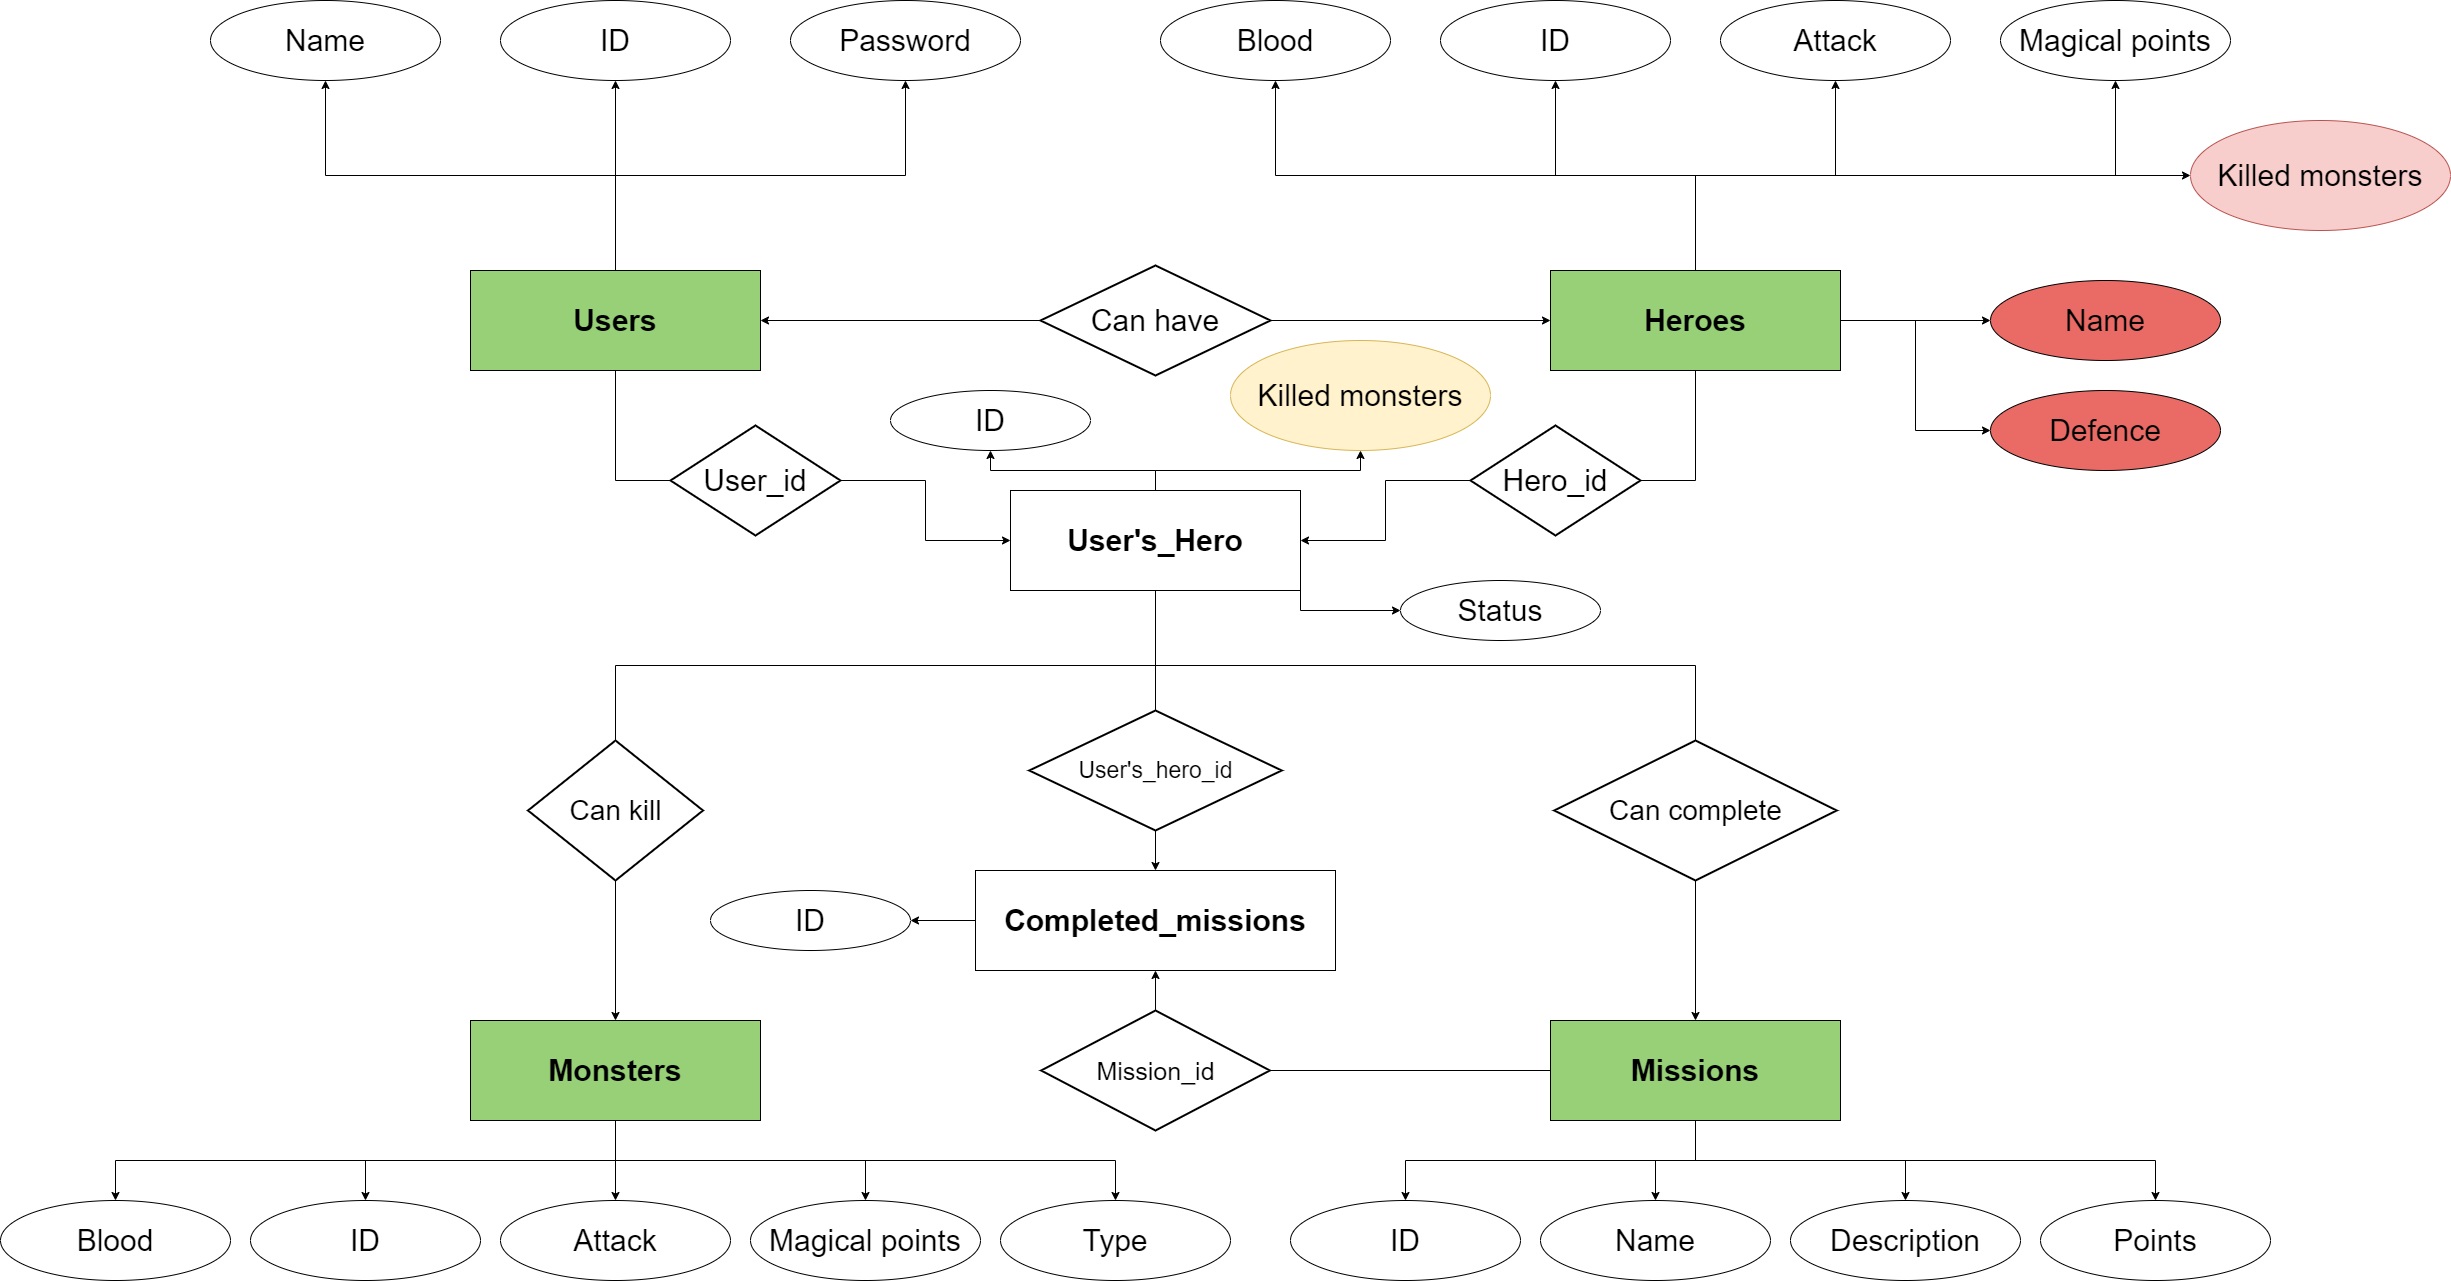 Name
ID
Password
Blood
ID
Attack
Magical points
Killed monsters
Users
Can have
Heroes
Name
Killed monsters
ID
Defence
User_id
Hero_id
User's_Hero
Status
User's_hero_id
Can kill
Can complete
ID
Completed_missions
Monsters
Mission_id
Missions
Blood
ID
Attack
Magical points
Type
ID
Name
Description
Points